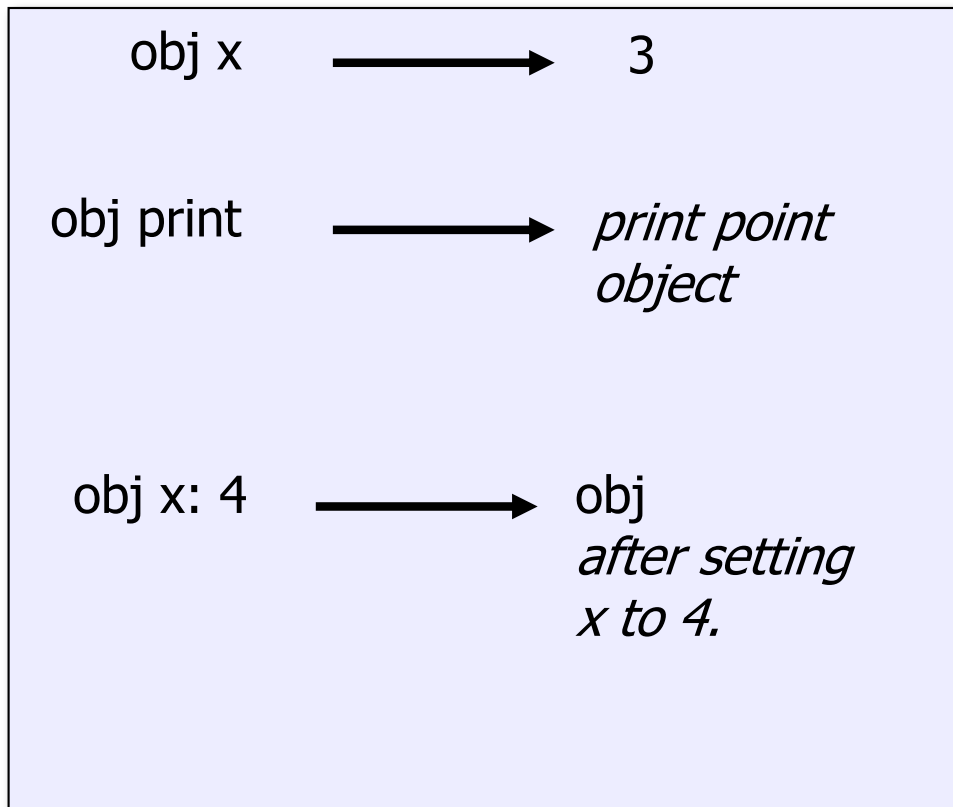 obj x 3
obj print print point
object
obj x: 4 obj
after setting
x to 4.